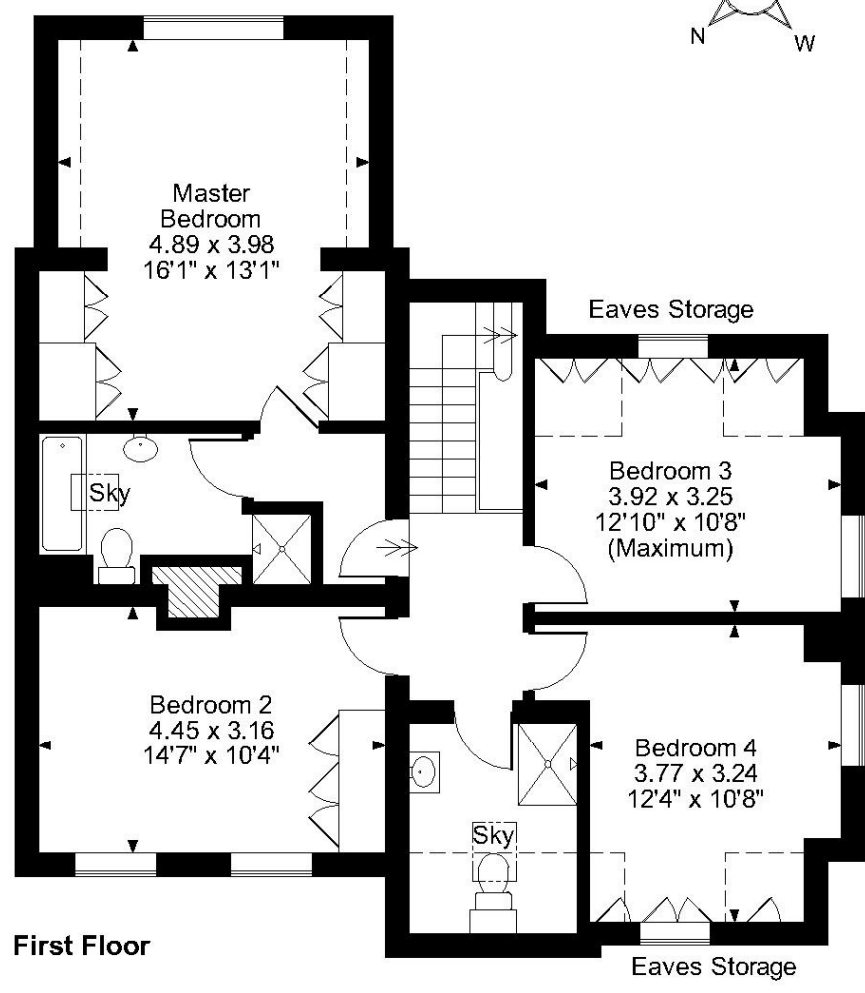 N
W
Master
Bedroom
4.89 x 3.98
16'1" x 13'1"
Eaves Storage
Sky
Bedroom 3
3.92 x 3.25
12'10" x 10'8"
(Maximum)
Bedroom 2
4.45 x 3.16
14'7" x 10'4"
Bedroom 4
3.77 x 3.24
12'4" x 10'8"
Sky
First Floor
Eaves Storage